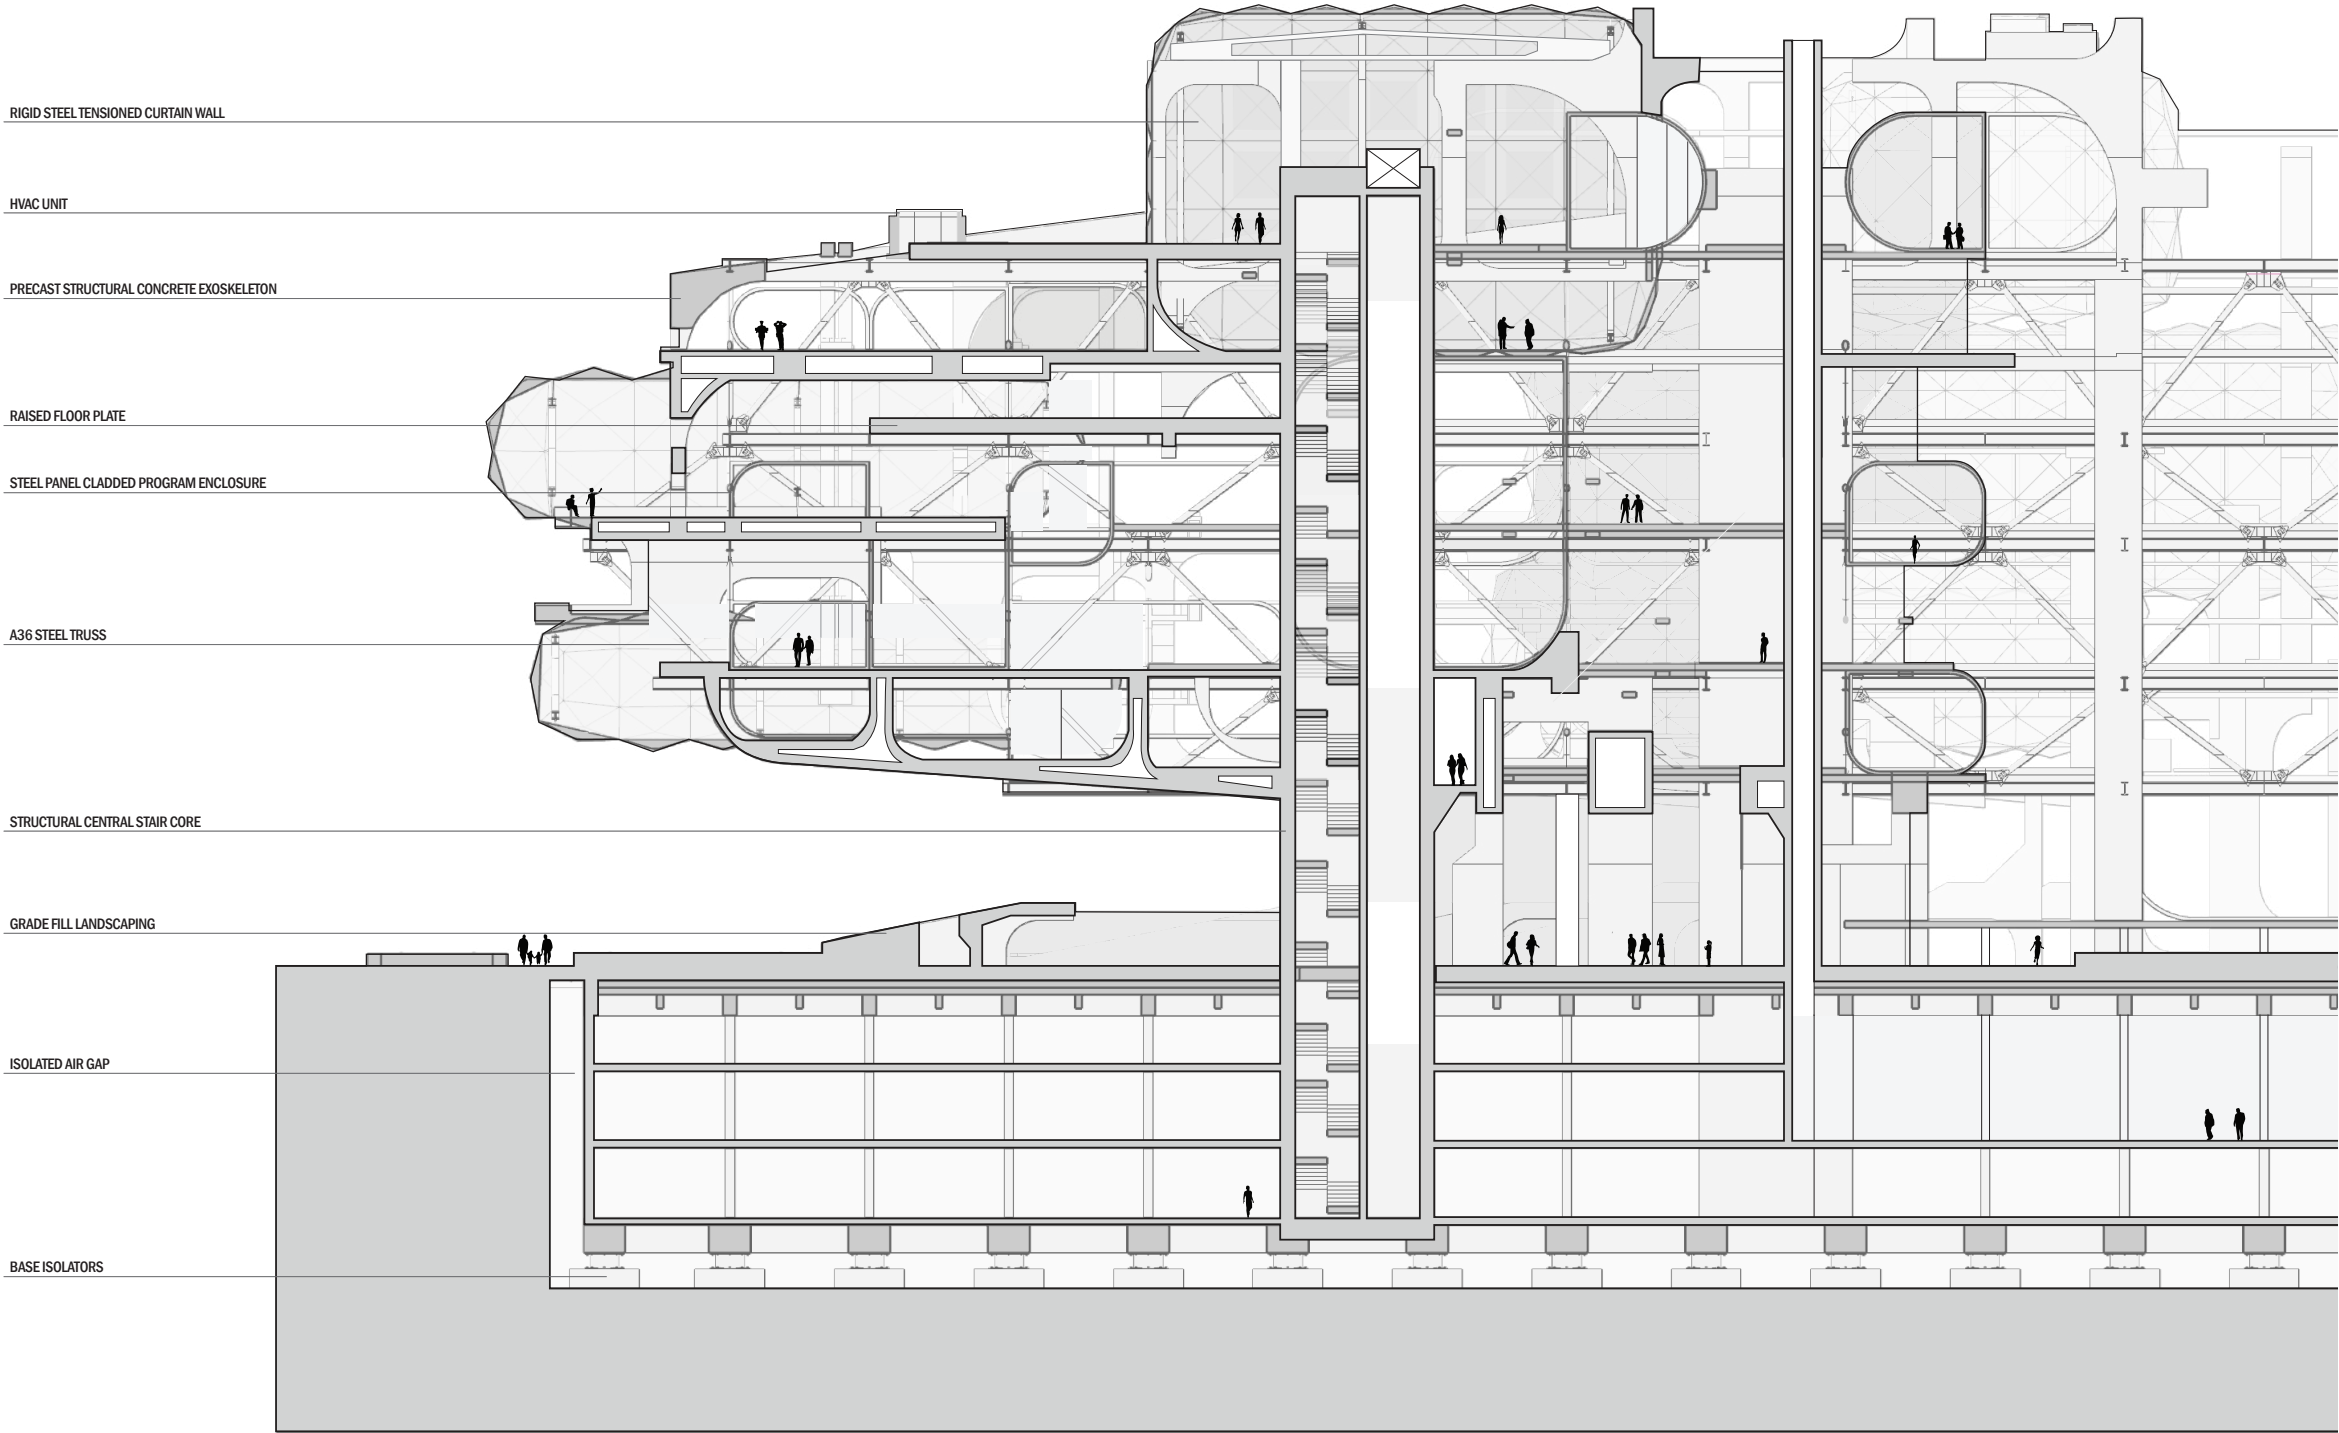 RIGID STEEL TENSIONED CURTAIN WALL
HVAC UNIT
PRECAST STRUCTURAL CONCRETE EXOSKELETON
RAISED FLOOR PLATE
STEEL PANEL CLADDED PROGRAM ENCLOSURE
A36 STEEL TRUSS
STRUCTURAL CENTRAL STAIR CORE
GRADE FILL LANDSCAPING
ISOLATED AIR GAP
BASE ISOLATORS